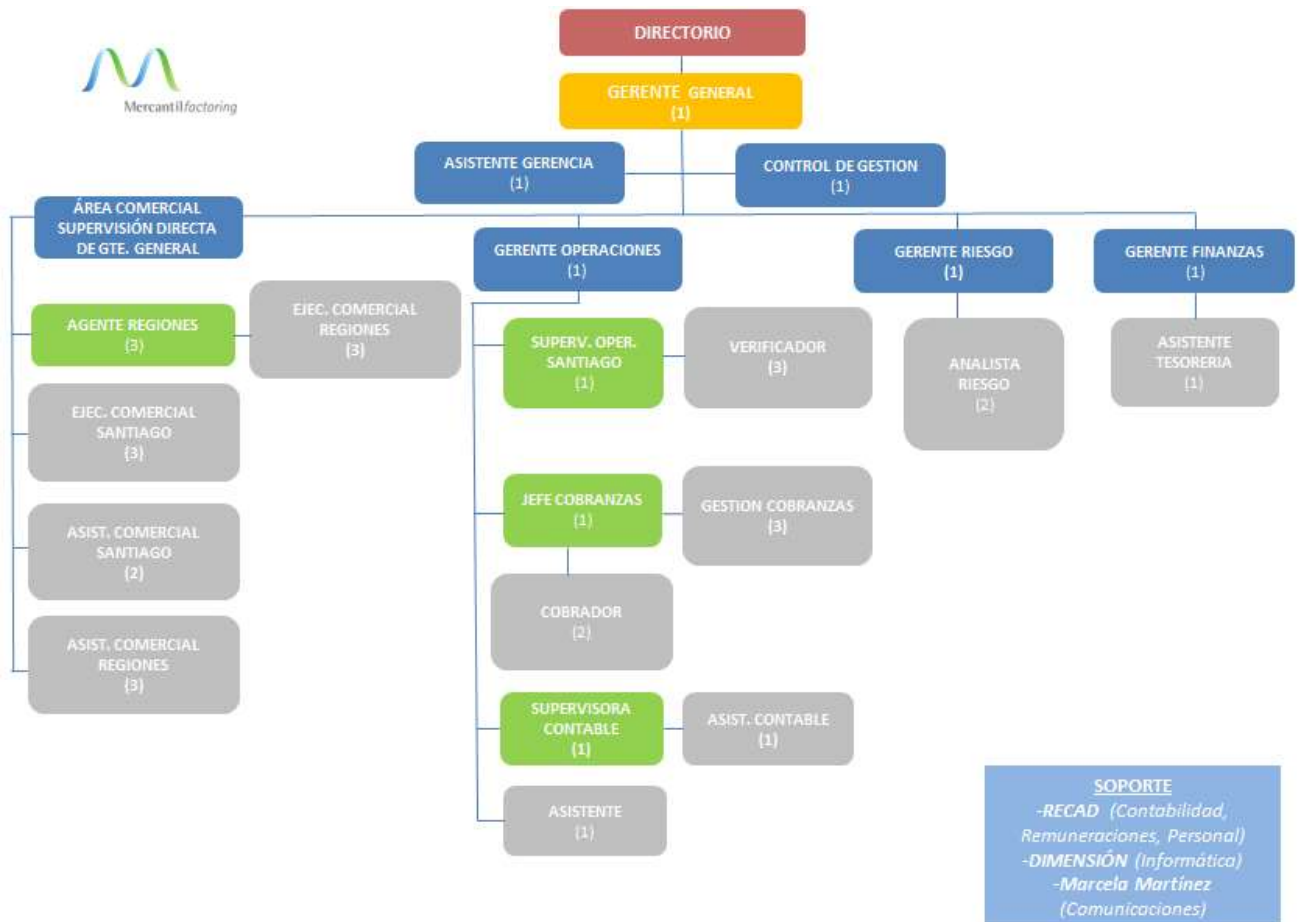 DIRECTORIO
Mercantilfactoring
GERENTE GENERAL
(1)
ASISTENTE GERENCIA
(1)
CONTROL DE GESTION
(1)
ÁREA COMERCIAL
SUPERVISIÓN DIRECTA
DE GTE. GENERAL
GERENTE OPERACIONES
(1)
GERENTE RIESGO
(1)
GERENTE FINANZAS
(1)
AGENTE REGIONES
(3)
EJEC. COMERCIAL
REGIONES
(3)
EJEC. COMERCIAL
SANTIAGO
(3)
ASIST. COMERCIAL
SANTIAGO
(2)
ASIST. COMERCIAL
REGIONES
(3)
SUPERV. OPER.
SANTIAGO
(1)
VERIFICADOR
(3)
JEFE COBRANZAS
(1)
GESTION COBRANZAS
(3)
COBRADOR
(2)
SUPERVISORA
CONTABLE
(1)
ASIST. CONTABLE
(1)
ASISTENTE
(1)
ANALISTA
RIESGO
(2)
ASISTENTE
TESORERIA
(1)
SOPORTE
-RECAD (Contabilidad,
Remuneraciones, Personal)
-DIMENSIÓN (Informática)
-Marcela Martínez
(Comunicaciones)